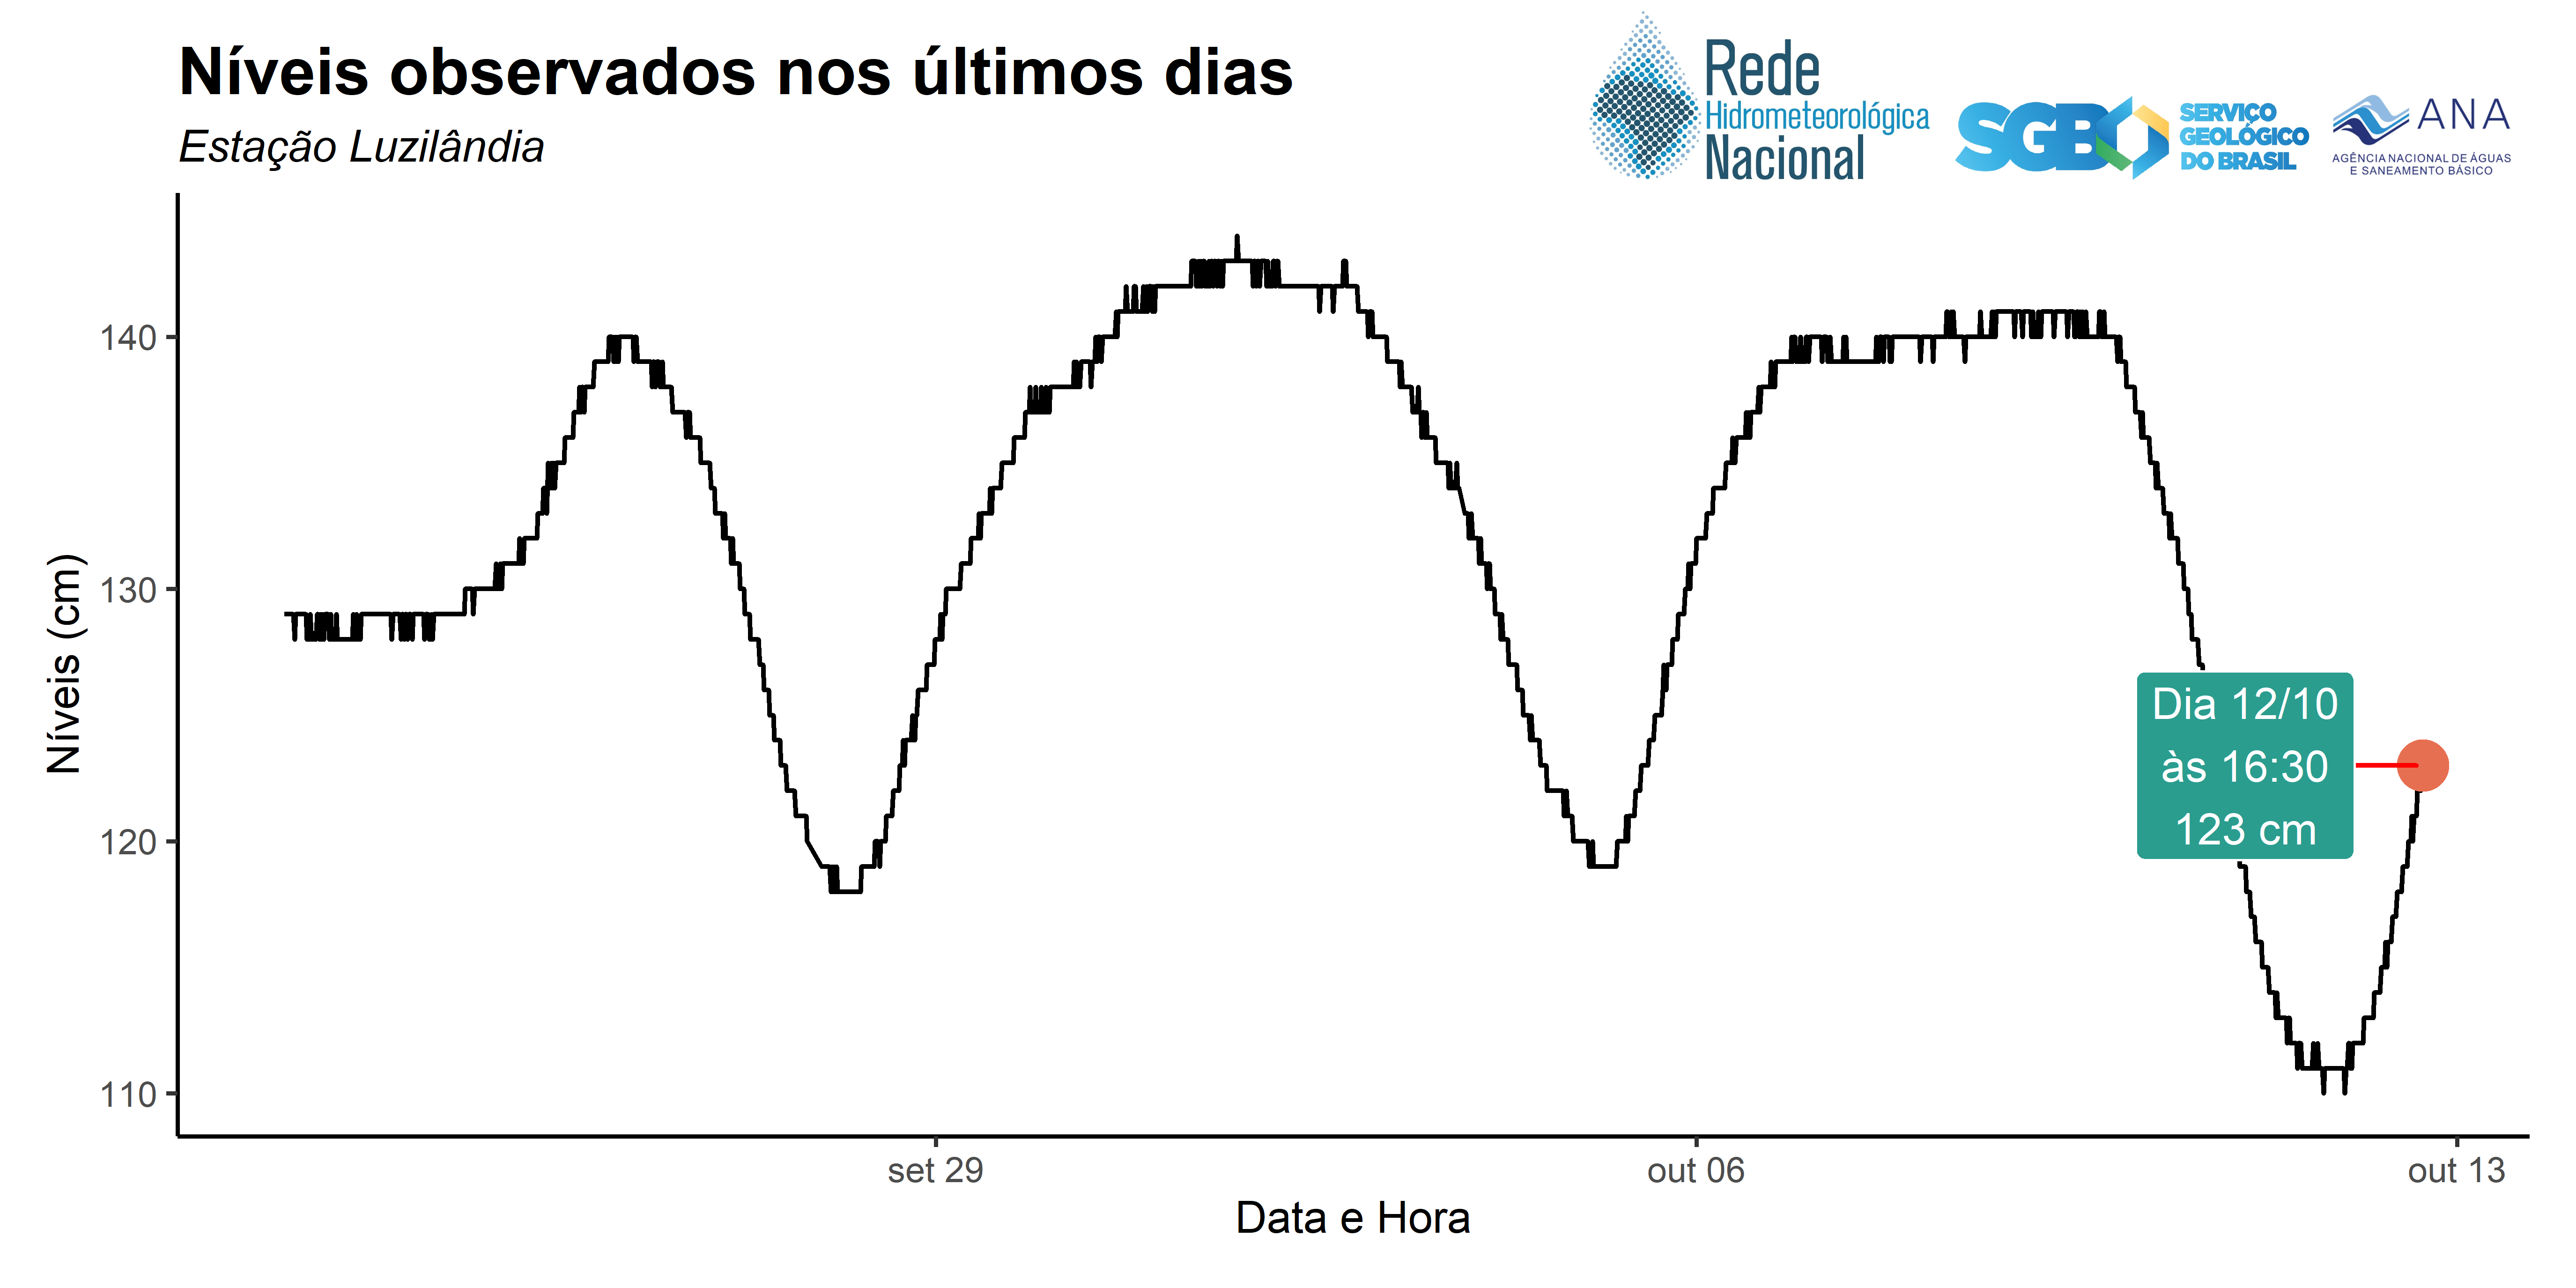 Níveis observados nos últimos dias
Estação Luzilândia
Rede
Hidrometeorológica
Nacional
SGB
SERVIÇO
GEOLÓGICO
DO BRASIL
ANA
AGÊNCIA NACIONAL DE ÁGUAS
E SANEAMENTO BÁSICO
Níveis (cm)
140
130
120
110
Dia 12/10
às 16:30
123 cm
set 29
out 06
out 13
Data e Hora